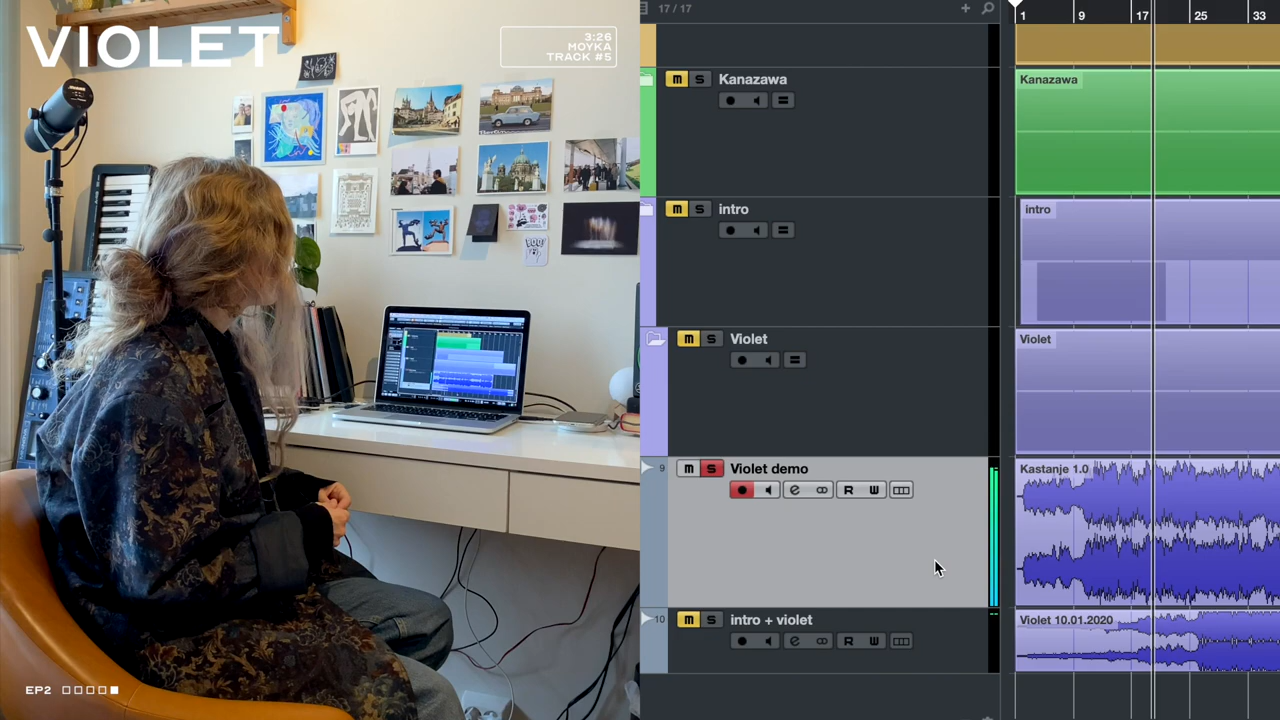 VIOLET
3:26
MOYKA
TRACK #5
EP2
17 / 17
1 9 17 25 33
m S Kanazawa
Kanazawa
m S intro
intro
m S Violet
Violet
9 m S Violet demo
R W
Kastanje 1.0
10 m S intro + violet
R W
Violet 10.01.2020